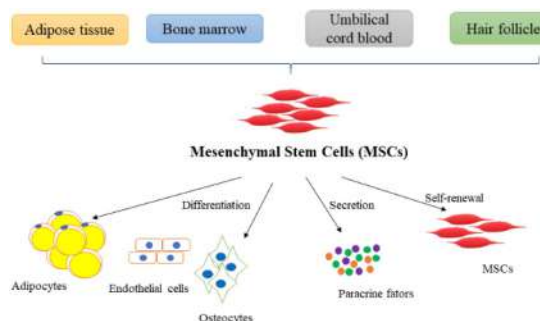 Adipose tissue
Bone marrow
Umbilical
cord blood
Hair follicle
Mesenchymal Stem Cells (MSCs)
Differentiation
Secretion
Self-renewal
Adipocytes
Endothelial cells
Osteocytes
Paracrine fators
MSCs